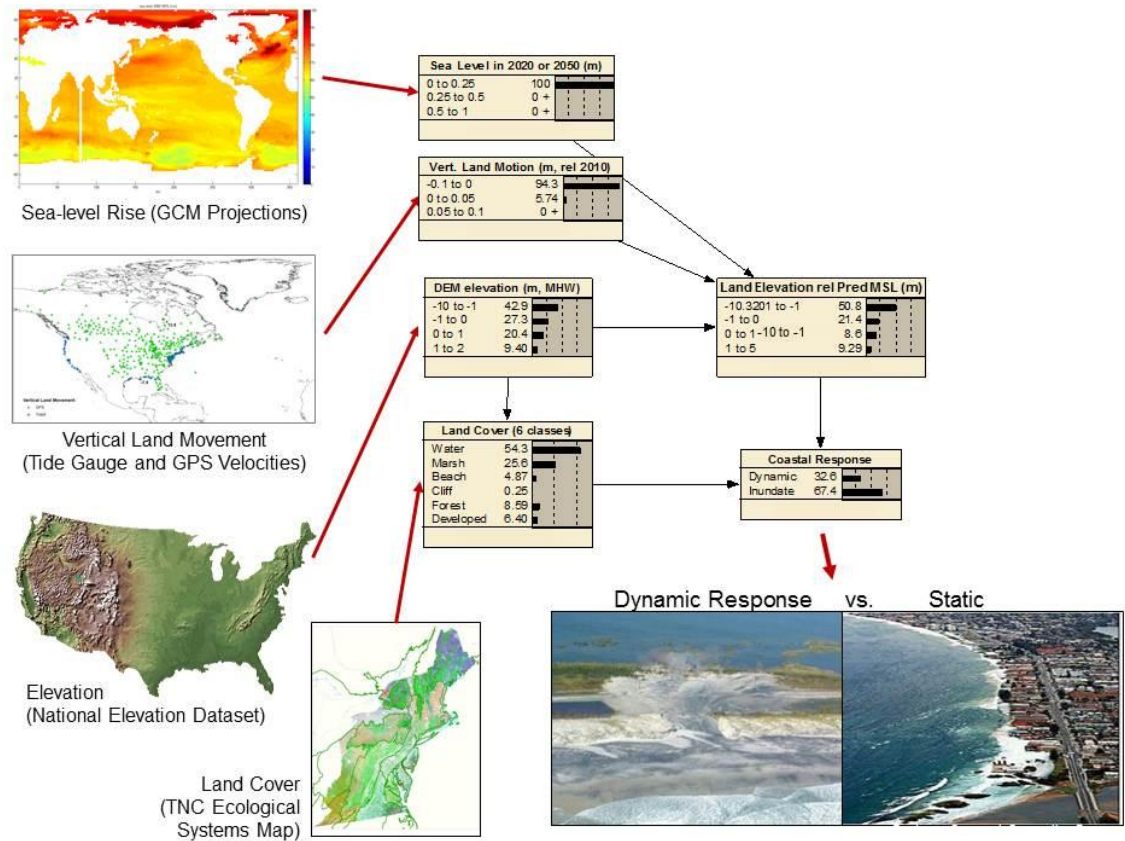 Sea-level Rise (GCM Projections)
Vertical Land Movement
Vertical Land Movement
(Tide Gauge and GPS Velocities)
Elevation
(National Elevation Dataset)
Land Cover
(TNC Ecological
Systems Map)
Sea Level in 2020 or 2050 (m)
0 to 0.25 100
0.25 to 0.5 0 +
0.5 to 1 0 +
Vert. Land Motion (m, rel 2010)
-0.1 to 0 94.3
0 to 0.05 5.74
0.05 to 0.1 0 +
DEM elevation (m, MHW)
-10 to -1 42.9
-1 to 0 27.3
0 to 1 20.4
1 to 2 9.40
Land Elevation rel Pred MSL (m)
-10.3201 to -1 50.8
-1 to 0 21.4
0 to 1 -10 to -1 8.6
1 to 5 9.29
Land Cover (6 classes)
Water 54.3
Marsh 25.6
Beach 4.87
Cliff 0.25
Forest 8.59
Developed 6.40
Coastal Response
Dynamic 32.6
Inundate 67.4
Dynamic Response vs. Static